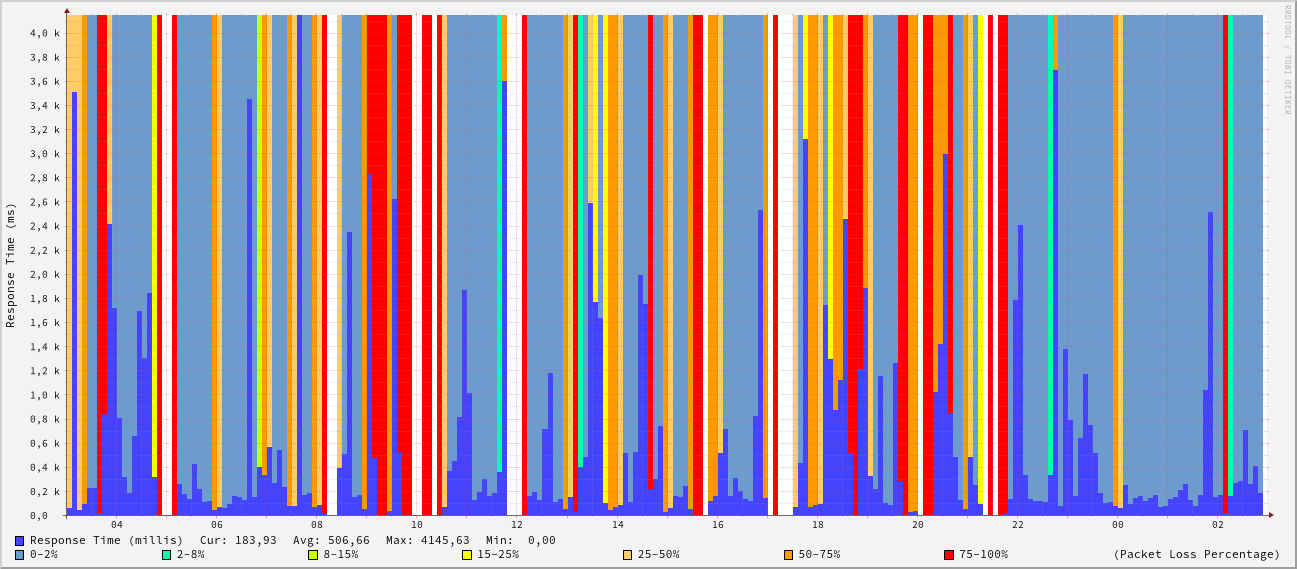 RRDTOOL / TOBI OETIKER
Response Time (ms)
4,0 k
3,8 k
3,6 k
3,4 k
3,2 k
3,0 k
2,8 k
2,6 k
2,4 k
2,2 k
2,0 k
1,8 k
1,6 k
1,4 k
1,2 k
1,0 k
0,8 k
0,6 k
0,4 k
0,2 k
0,0
04 06 08 10 12 14 16 18 20 22 00 02
Response Time (millis) Cur: 183,93 Avg: 506,66 Max: 4145,63 Min: 0,00
0-2% 2-8% 8-15% 15-25% 25-50% 50-75% 75-100% (Packet Loss Percentage)